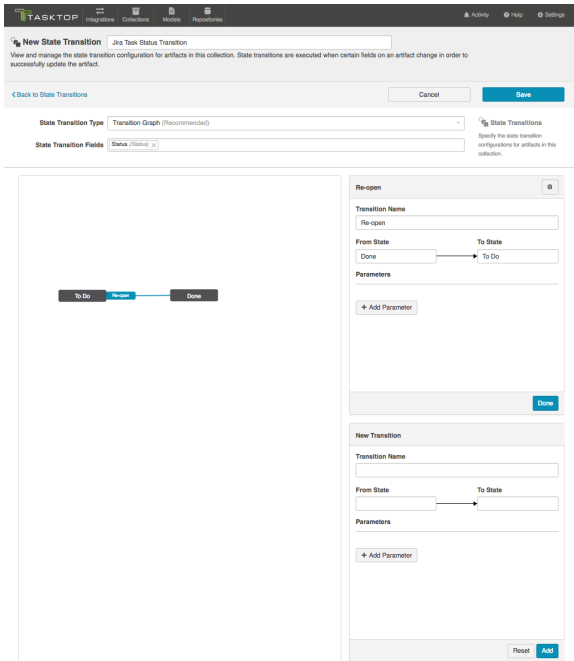 TASKTOP
Integrations
Collections
Models
Repositories
Activity
Help
Settings
New State Transition
Jira Task Status Transition
View and manage the state transition configuration for artifacts in this collection. State transitions are executed when certain fields on an artifact change in order to
successfully update the artifact.
Back to State Transitions
Cancel
Save
State Transition Type
Transition Graph (Recommended)
State Transitions
Specify the state transition
configurations for artifacts in this
collection.
State Transition Fields
Status (Status)
To Do
Re-open
Done
Re-open
Transition Name
Re-open
From State
To State
Done
To Do
Parameters
+ Add Parameter
Done
New Transition
Transition Name
From State
To State
Parameters
+ Add Parameter
Reset
Add